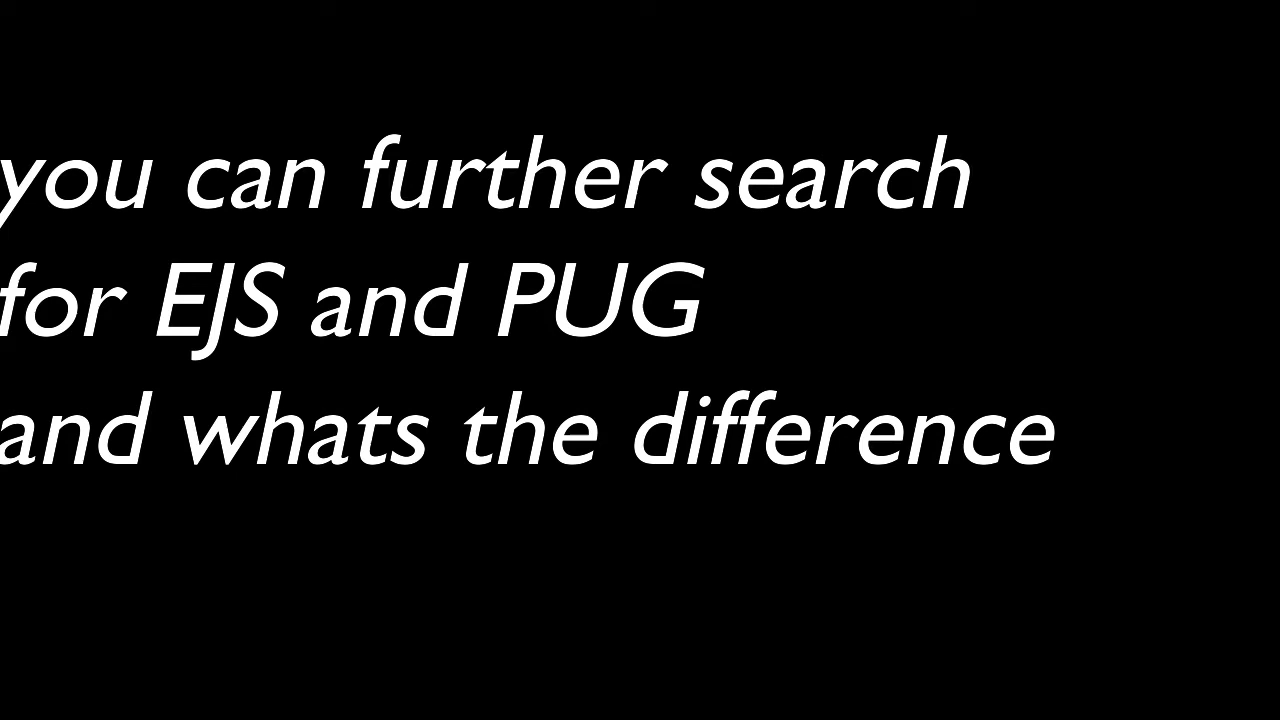 you can further search
for EJS and PUG
and whats the difference